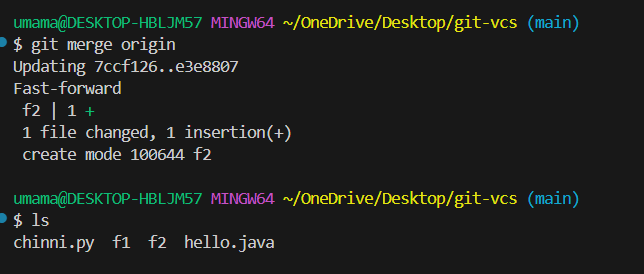 umama@DESKTOP-HBLJM57 MINGW64 ~/OneDrive/Desktop/git-vcs (main)
$ git merge origin
Updating 7ccf126..e3e8807
Fast-forward
 f2 | 1 +
 1 file changed, 1 insertion(+)
 create mode 100644 f2
umama@DESKTOP-HBLJM57 MINGW64 ~/OneDrive/Desktop/git-vcs (main)
$ ls
chinni.py  f1  f2  hello.java